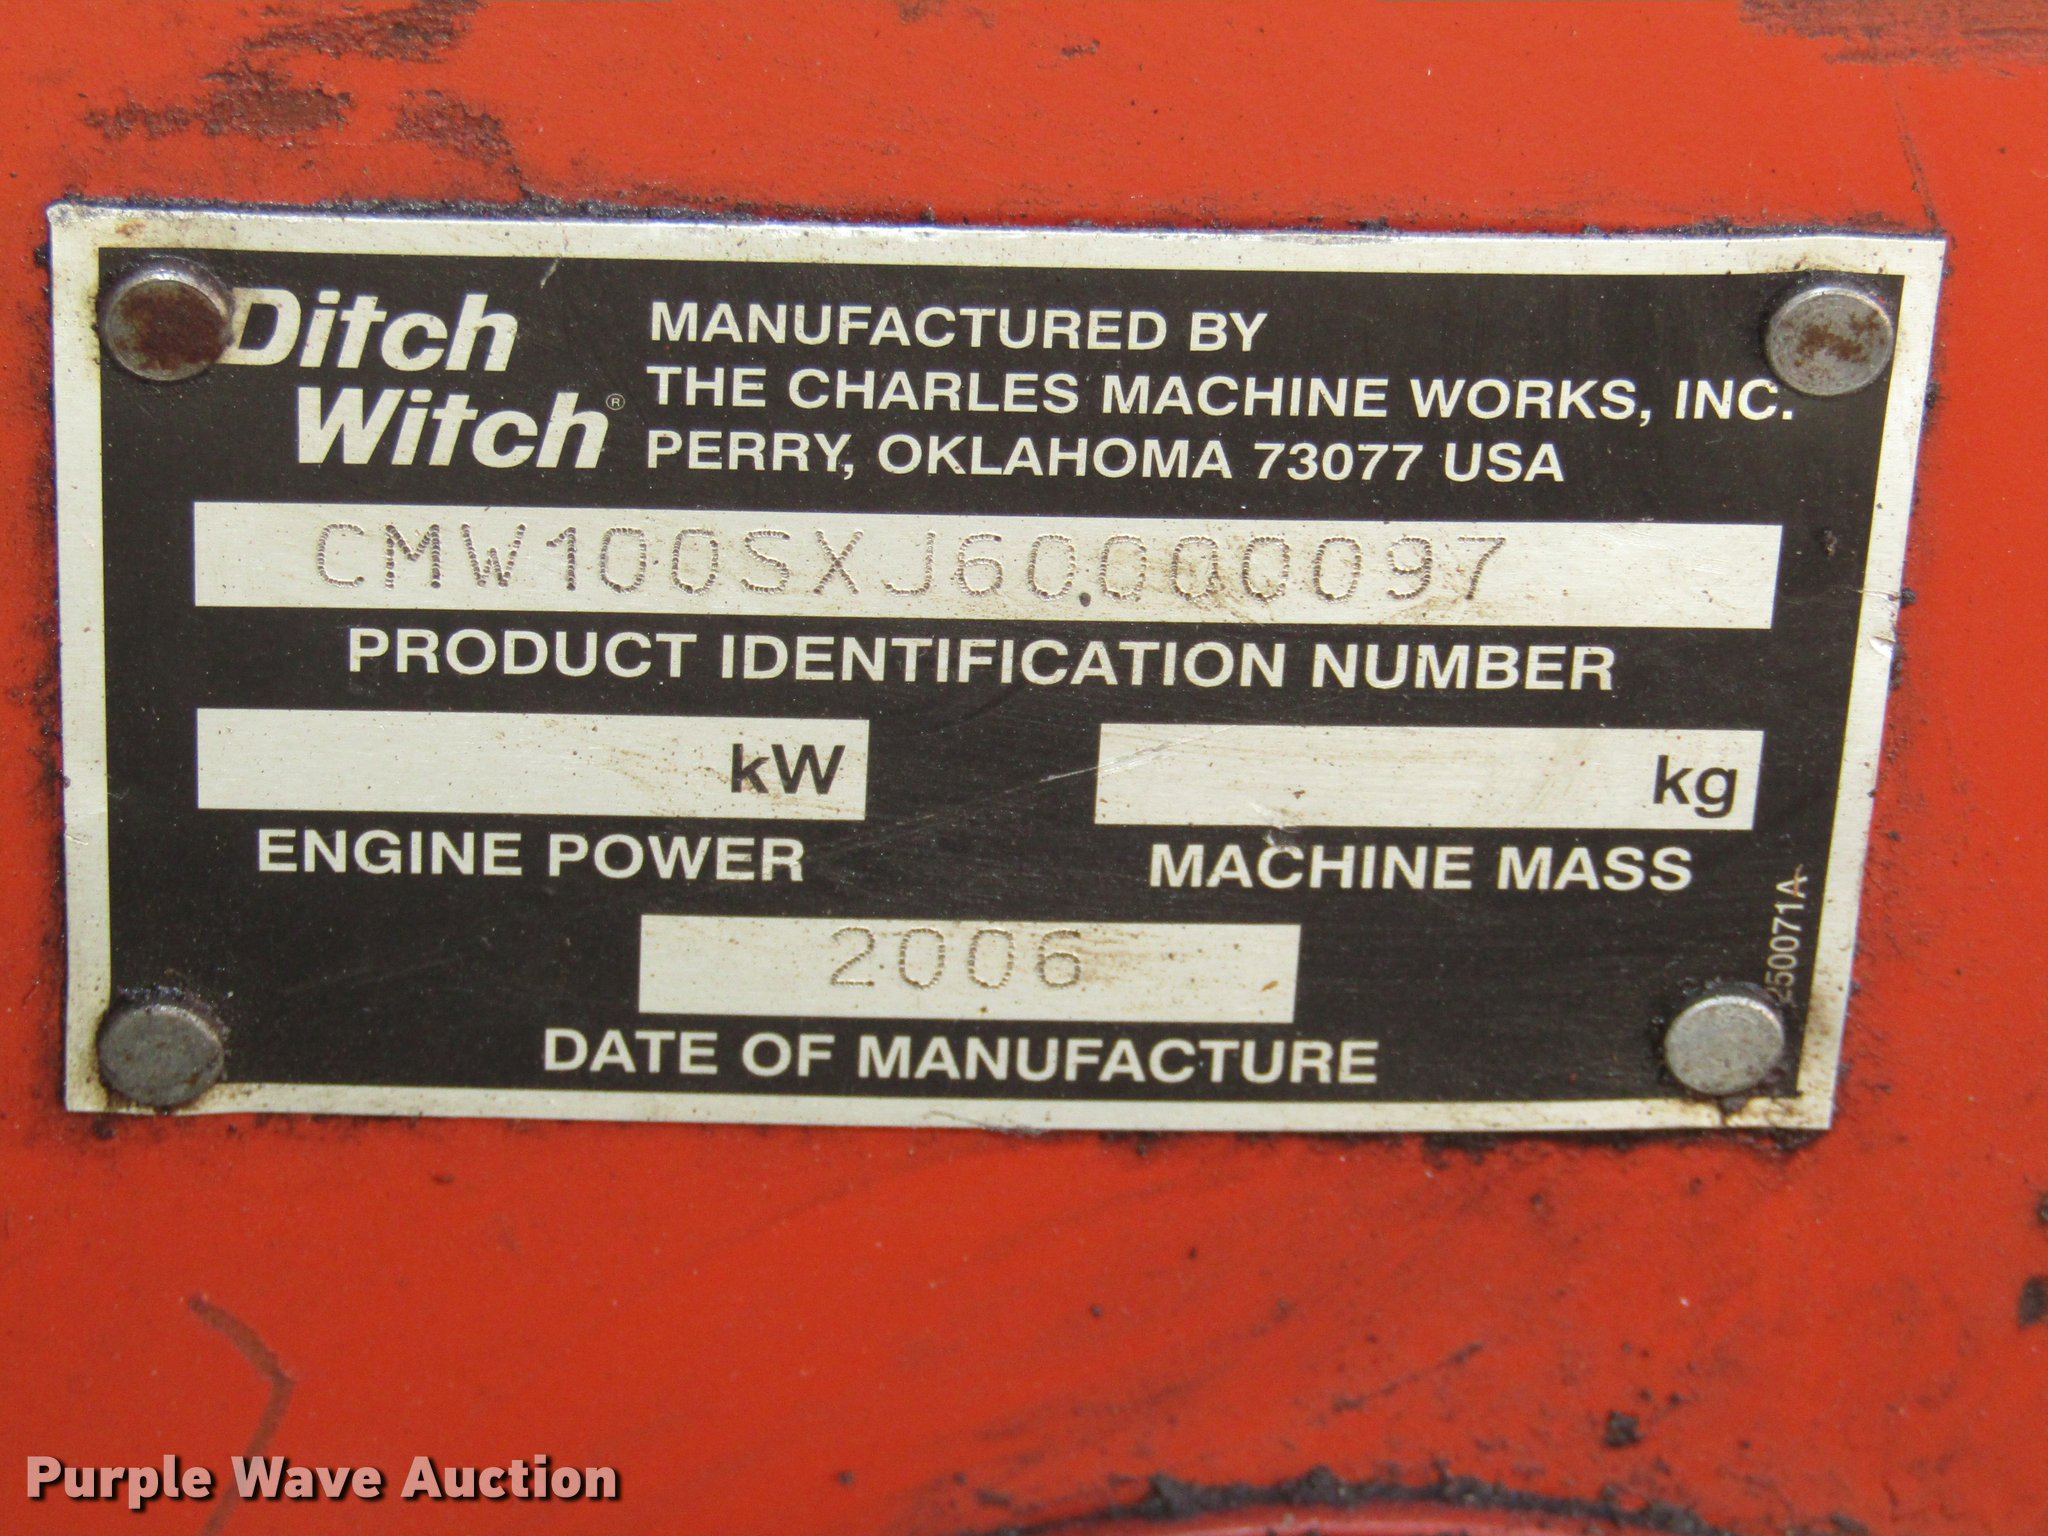 Ditch
Witch®
MANUFACTURED BY
THE CHARLES MACHINE WORKS, INC.
PERRY, OKLAHOMA 73077 USA
CMW100SXJ60000097
PRODUCT IDENTIFICATION NUMBER
kW
ENGINE POWER
kg
MACHINE MASS
2006
DATE OF MANUFACTURE
250071A
Purple Wave Auction